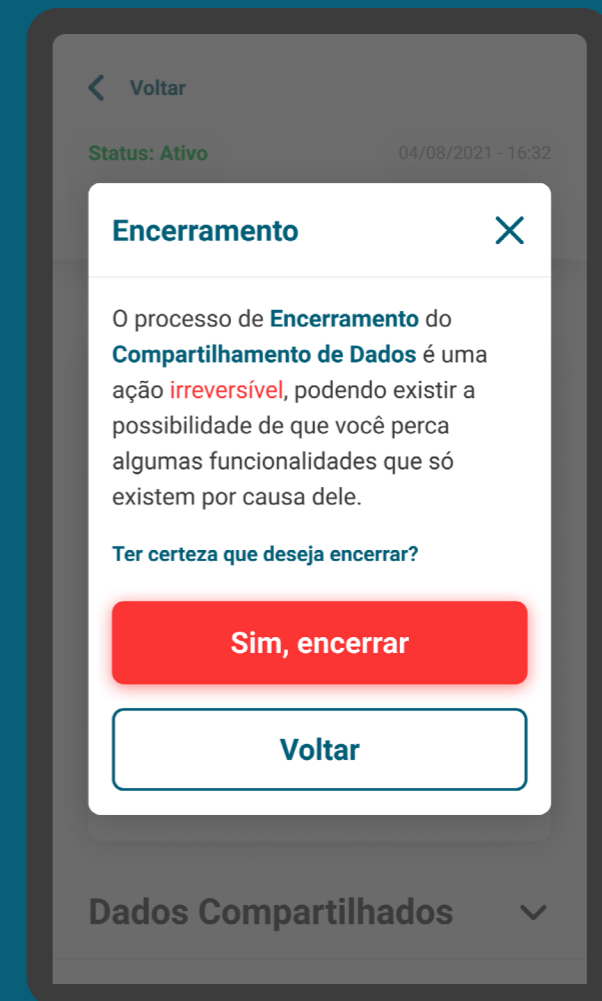 Voltar
Status: Ativo
04/08/2021 - 16:32
Encerramento
O processo de Encerramento do
Compartilhamento de Dados é uma
ação irreversível, podendo existir a
possibilidade de que você perca
algumas funcionalidades que só
existem por causa dele.
Ter certeza que deseja encerrar?
Sim, encerrar
Voltar
Dados Compartilhados